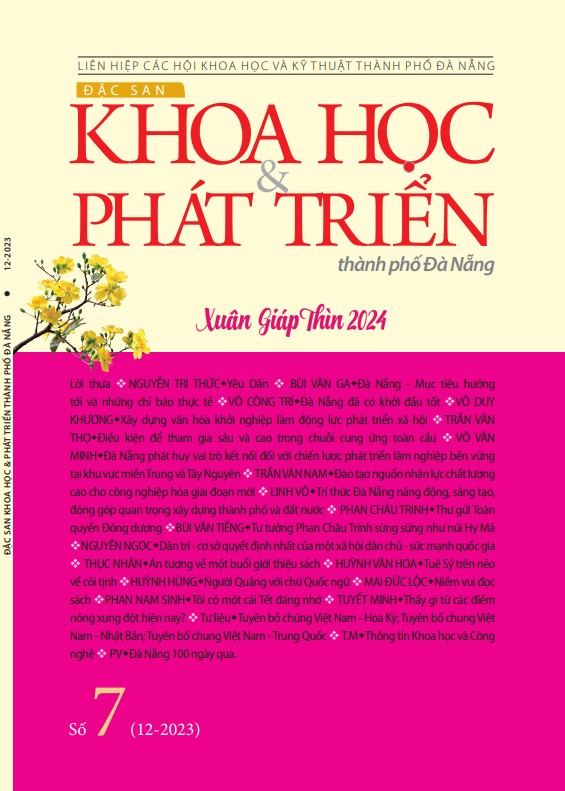 LIÊN HIỆP CÁC HỘI KHOA HỌC VÀ KỸ THUẬT THÀNH PHỐ ĐÀ NẴNG
ĐẶC SAN
KHOA HỌC
&
PHÁT TRIỂN
thành phố Đà Nẵng
Xuân Giáp Thìn 2024
Lời thưa ❖ NGUYỄN TRI THỨC◆Yêu Dân ❖ BÙI VĂN GA◆Đà Nẵng - Mục tiêu hướng
tới và những chỉ báo thực tế ❖VÕ CÔNG TRÍ◆Đà Nẵng đã có khởi đầu tốt ❖VÕ DUY
KHƯƠNG◆Xây dựng văn hóa khởi nghiệp làm động lực phát triển xã hội ❖ TRẦN VĂN
THỌ◆Điều kiện để tham gia sâu và cao trong chuỗi cung ứng toàn cầu ❖ VÕ VĂN
MINH◆Đà Nẵng phát huy vai trò kết nối đối với chiến lược phát triển lâm nghiệp bền vững
tại khu vực miền Trung và Tây Nguyên ❖ TRẦN VĂN NAM◆Đào tạo nguồn nhân lực chất lượng
cao cho công nghiệp hóa giai đoạn mới ❖ LINH VÕ◆Trí thức Đà Nẵng năng động, sáng tạo,
đóng góp quan trọng trong xây dựng thành phố và đất nước ❖ PHAN CHÂU TRINH◆Thư gửi Toàn
quyền Đông dương ❖BÙI VĂN TIẾNG◆Tư tưởng Phan Châu Trinh sừng sững như núi Hy Mã
❖NGUYÊN NGỌC◆Dân trí - cơ sở quyết định nhất của một xã hội dân chủ - sức mạnh quốc gia
❖ THỤC NHÂN◆Ấn tượng về một buổi giới thiệu sách ❖ HUỲNH VĂN HOA◆Tuệ Sỹ trên nẻo
về cõi tịnh ❖ HUỲNH HÙNG◆Người Quảng với chữ Quốc ngữ ❖ MAI ĐỨC LỘC◆Niềm vui đọc
sách ❖PHAN NAM SINH◆Tôi có một cái Tết đáng nhớ ❖ TUYẾT MINH◆Thấy gì từ các điểm
nóng xung đột hiện nay? ❖ Tư liệu◆Tuyên bố chung Việt Nam - Hoa Kỳ; Tuyên bố chung Việt
Nam - Nhật Bản; Tuyên bố chung Việt Nam - Trung Quốc ❖ T.M◆Thông tin Khoa học và Công
nghệ ❖ PV◆Đà Nẵng 100 ngày qua.
Số 7 (12-2023)
ĐẶC SAN KHOA HỌC & PHÁT TRIỂN THÀNH PHỐ ĐÀ NẴNG ● 12-2023